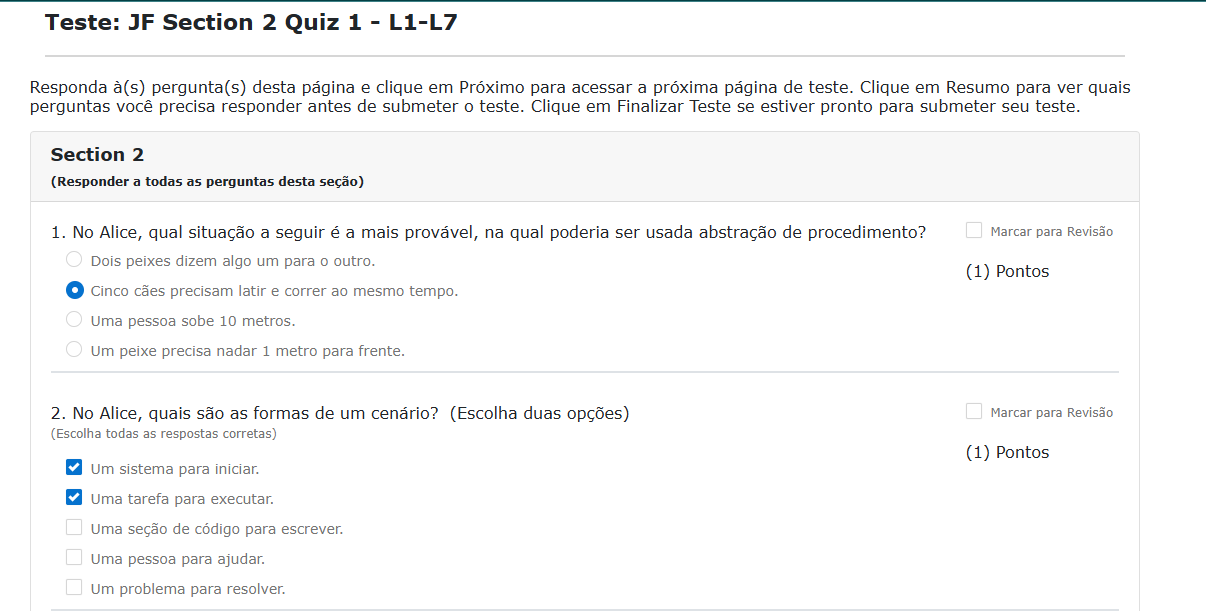 Teste: JF Section 2 Quiz 1 - L1-L7
Responda à(s) pergunta(s) desta página e clique em Próximo para acessar a próxima página de teste. Clique em Resumo para ver quais
perguntas você precisa responder antes de submeter o teste. Clique em Finalizar Teste se estiver pronto para submeter seu teste.
Section 2
(Responder a todas as perguntas desta seção)
1. No Alice, qual situação a seguir é a mais provável, na qual poderia ser usada abstração de procedimento?
Marcar para Revisão
(1) Pontos
Dois peixes dizem algo um para o outro.
Cinco cães precisam latir e correr ao mesmo tempo.
Uma pessoa sobe 10 metros.
Um peixe precisa nadar 1 metro para frente.
2. No Alice, quais são as formas de um cenário? (Escolha duas opções)
Marcar para Revisão
(Escolha todas as respostas corretas)
(1) Pontos
Um sistema para iniciar.
Uma tarefa para executar.
Uma seção de código para escrever.
Uma pessoa para ajudar.
Um problema para resolver.